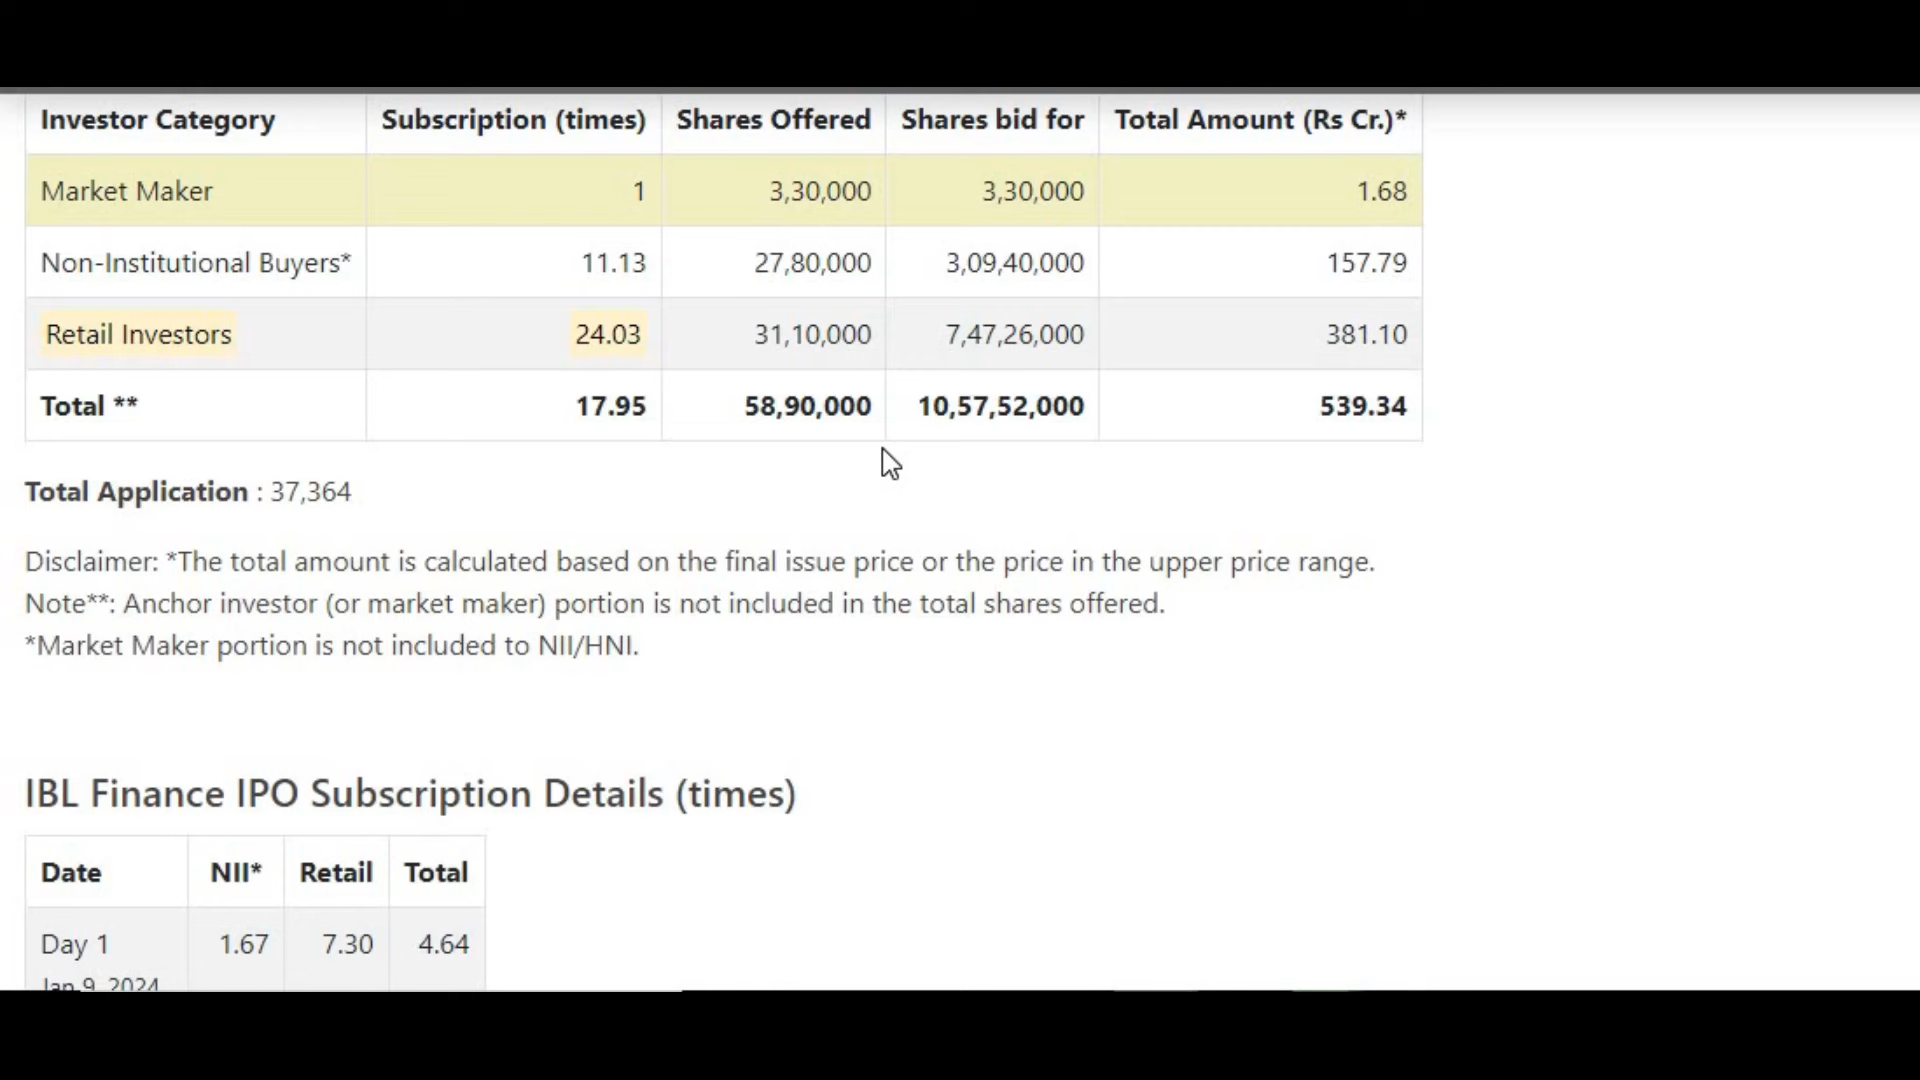 Investor Category Subscription (times) Shares Offered Shares bid for Total Amount (Rs Cr.)*
Market Maker 1 3,30,000 3,30,000 1.68
Non-Institutional Buyers* 11.13 27,80,000 3,09,40,000 157.79
Retail Investors 24.03 31,10,000 7,47,26,000 381.10
Total ** 17.95 58,90,000 10,57,52,000 539.34
Total Application : 37,364
Disclaimer: *The total amount is calculated based on the final issue price or the price in the upper price range.
Note**: Anchor investor (or market maker) portion is not included in the total shares offered.
*Market Maker portion is not included to NII/HNI.
IBL Finance IPO Subscription Details (times)
Date NII* Retail Total
Day 1 1.67 7.30 4.64
Jan 9, 2024